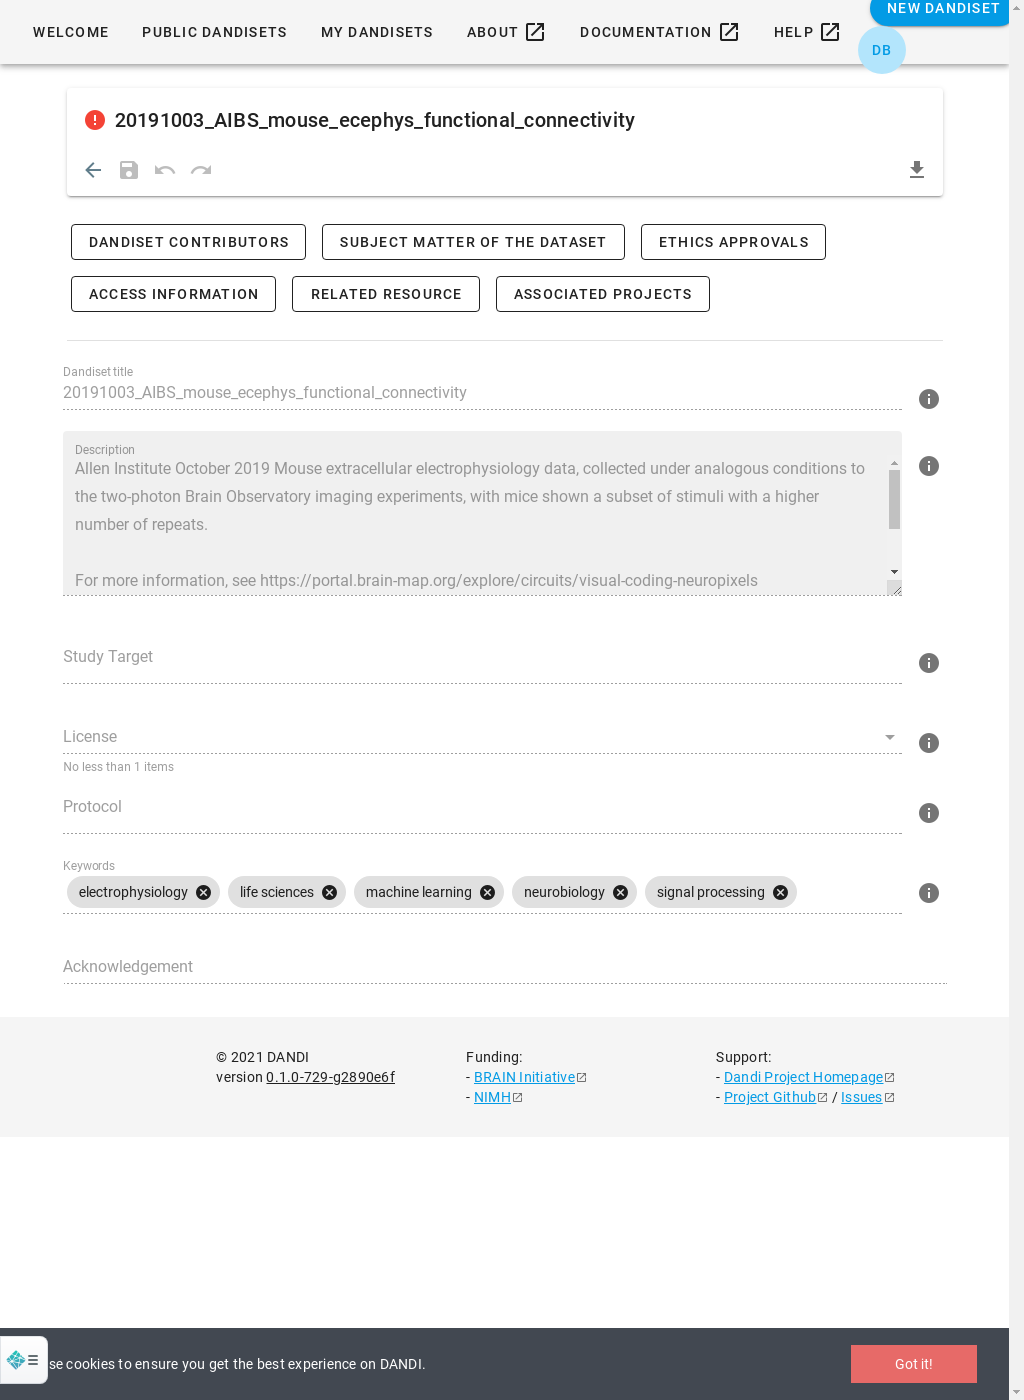 WELCOME PUBLIC DANDISETS MY DANDISETS ABOUT DOCUMENTATION HELP NEW DANDISET
DB
20191003_AIBS_mouse_ecephys_functional_connectivity
DANDISET CONTRIBUTORS SUBJECT MATTER OF THE DATASET ETHICS APPROVALS
ACCESS INFORMATION RELATED RESOURCE ASSOCIATED PROJECTS
Dandiset title
20191003_AIBS_mouse_ecephys_functional_connectivity
Description
Allen Institute October 2019 Mouse extracellular electrophysiology data, collected under analogous conditions to
the two-photon Brain Observatory imaging experiments, with mice shown a subset of stimuli with a higher
number of repeats.
For more information, see https://portal.brain-map.org/explore/circuits/visual-coding-neuropixels
Study Target
License
No less than 1 items
Protocol
Keywords
electrophysiology life sciences machine learning neurobiology signal processing
Acknowledgement
© 2021 DANDI
version 0.1.0-729-g2890e6f
Funding:
- BRAIN Initiative
- NIMH
Support:
- Dandi Project Homepage
- Project Github / Issues
se cookies to ensure you get the best experience on DANDI.
Got it!